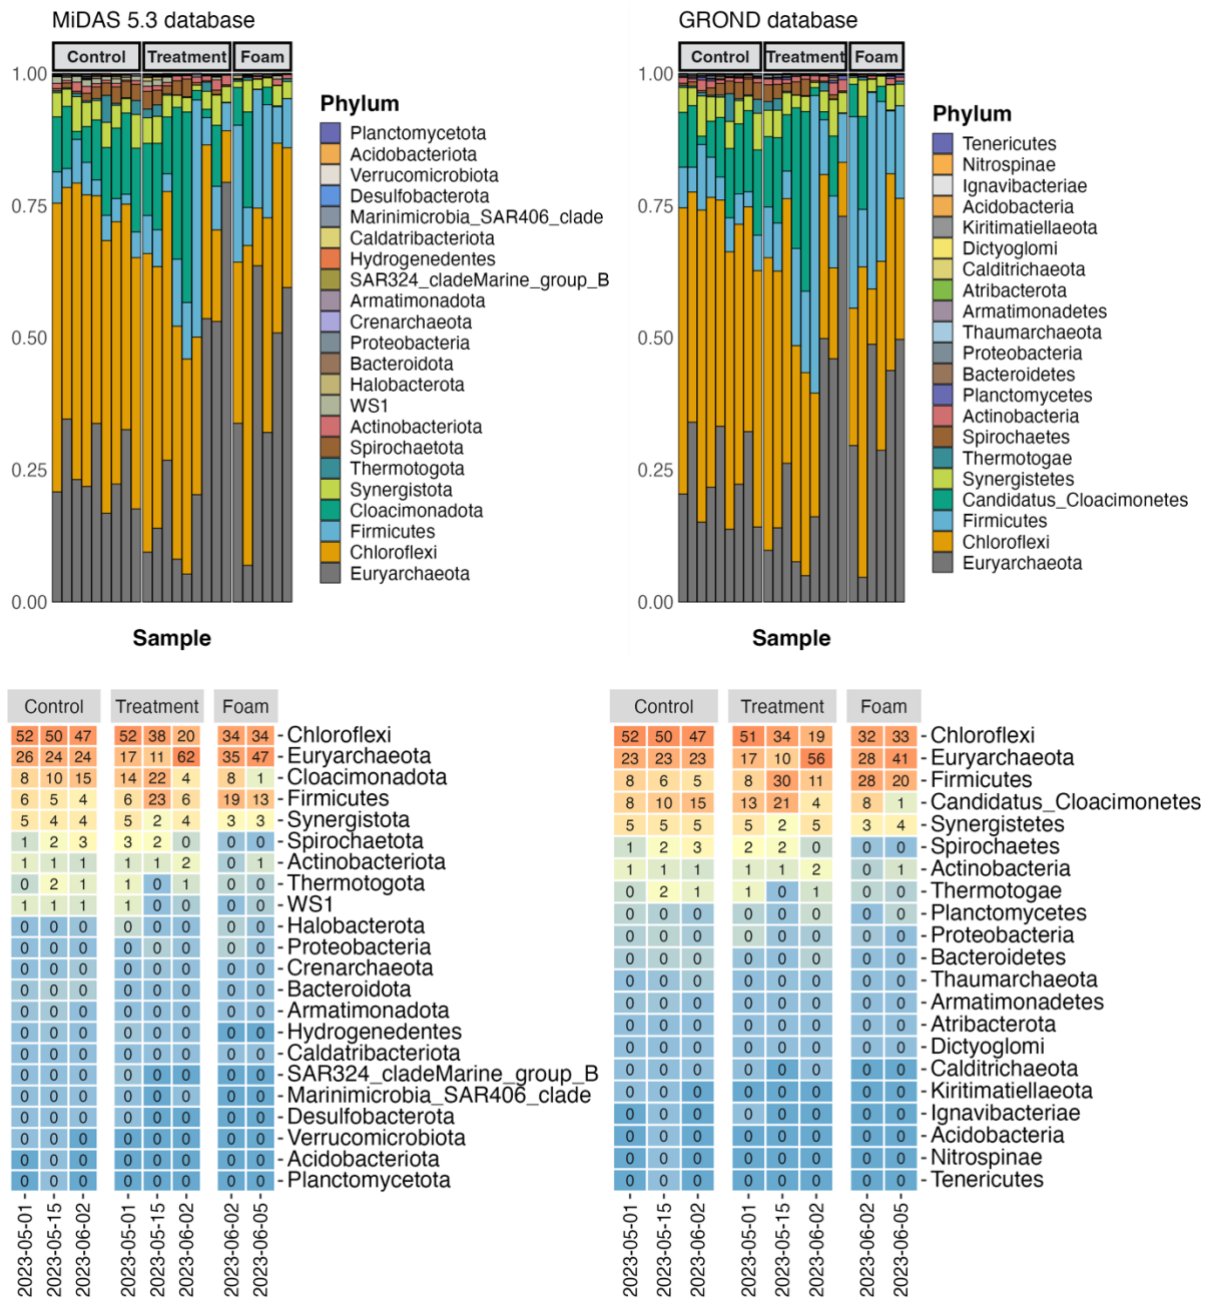 MiDAS 5.3 database
Control Treatment Foam
1.00
0.75
0.50
0.25
0.00
Sample
Phylum
Planctomycetota
Acidobacteriota
Verrucomicrobiota
Desulfobacterota
Marinimicrobia_SAR406_clade
Caldatribacteriota
Hydrogenedentes
SAR324_cladeMarine_group_B
Armatimonadota
Crenarchaeota
Proteobacteria
Bacteroidota
Halobacterota
WS1
Actinobacteriota
Spirochaetota
Thermotogota
Synergistota
Cloacimonadota
Firmicutes
Chloroflexi
Euryarchaeota
GROND database
Control Treatment Foam
1.00
0.75
0.50
0.25
0.00
Sample
Phylum
Tenericutes
Nitrospinae
Ignavibacteriae
Acidobacteria
Kiritimatiellaeota
Dictyoglomi
Calditrichaeota
Atribacterota
Armatimonadetes
Thaumarchaeota
Proteobacteria
Bacteroidetes
Planctomycetes
Actinobacteria
Spirochaetes
Thermotogae
Synergistetes
Candidatus_Cloacimonetes
Firmicutes
Chloroflexi
Euryarchaeota
Control Treatment Foam
52 50 47 52 38 20 34 34 Chloroflexi
26 24 24 17 11 62 35 47 Euryarchaeota
8 10 15 14 22 4 8 1 Cloacimonadota
6 5 4 6 23 6 19 13 Firmicutes
5 4 4 5 2 4 3 3 Synergistota
1 2 3 3 2 0 0 0 Spirochaetota
1 1 1 1 1 2 0 1 Actinobacteriota
0 2 1 1 0 1 0 0 Thermotogota
1 1 1 1 0 0 0 0 WS1
0 0 0 0 0 0 0 0 Halobacterota
0 0 0 0 0 0 0 0 Proteobacteria
0 0 0 0 0 0 0 0 Crenarchaeota
0 0 0 0 0 0 0 0 Bacteroidota
0 0 0 0 0 0 0 0 Armatimonadota
0 0 0 0 0 0 0 0 Hydrogenedentes
0 0 0 0 0 0 0 0 Caldatribacteriota
0 0 0 0 0 0 0 0 SAR324_cladeMarine_group_B
0 0 0 0 0 0 0 0 Marinimicrobia_SAR406_clade
0 0 0 0 0 0 0 0 Desulfobacterota
0 0 0 0 0 0 0 0 Verrucomicrobiota
0 0 0 0 0 0 0 0 Acidobacteriota
0 0 0 0 0 0 0 0 Planctomycetota
2023-05-01
2023-05-15
2023-06-02
2023-05-01
2023-05-15
2023-06-02
2023-06-02
2023-06-05
Control Treatment Foam
52 50 47 51 34 19 32 33 Chloroflexi
23 23 23 17 10 56 28 41 Euryarchaeota
8 6 5 8 30 11 28 20 Firmicutes
8 10 15 13 21 4 8 1 Candidatus_Cloacimonetes
5 5 5 5 2 5 3 4 Synergistetes
1 2 3 2 2 0 0 0 Spirochaetes
1 1 1 1 1 2 0 1 Actinobacteria
0 2 1 1 0 1 0 0 Thermotogae
0 0 0 0 0 0 0 0 Planctomycetes
0 0 0 0 0 0 0 0 Proteobacteria
0 0 0 0 0 0 0 0 Bacteroidetes
0 0 0 0 0 0 0 0 Thaumarchaeota
0 0 0 0 0 0 0 0 Armatimonadetes
0 0 0 0 0 0 0 0 Atribacterota
0 0 0 0 0 0 0 0 Dictyoglomi
0 0 0 0 0 0 0 0 Calditrichaeota
0 0 0 0 0 0 0 0 Kiritimatiellaeota
0 0 0 0 0 0 0 0 Ignavibacteriae
0 0 0 0 0 0 0 0 Acidobacteria
0 0 0 0 0 0 0 0 Nitrospinae
0 0 0 0 0 0 0 0 Tenericutes
2023-05-01
2023-05-15
2023-06-02
2023-05-01
2023-05-15
2023-06-02
2023-06-02
2023-06-05